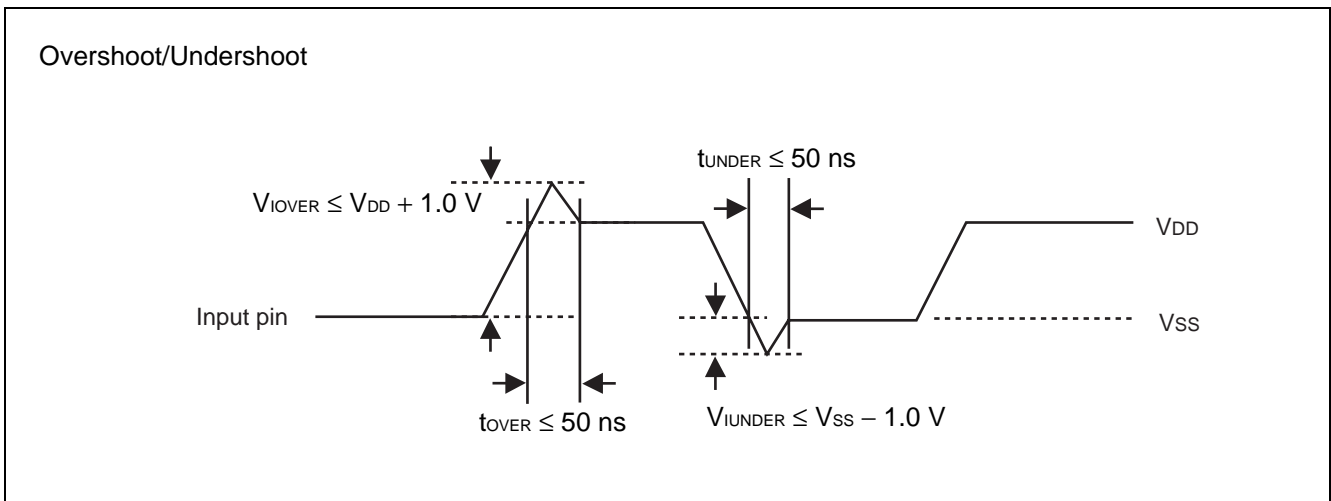 Overshoot/Undershoot
tUNDER ≤ 50 ns
VIOVER ≤ VDD + 1.0 V
VDD
Input pin
VSS
tOVER ≤ 50 ns
VIUNDER ≤ VSS − 1.0 V